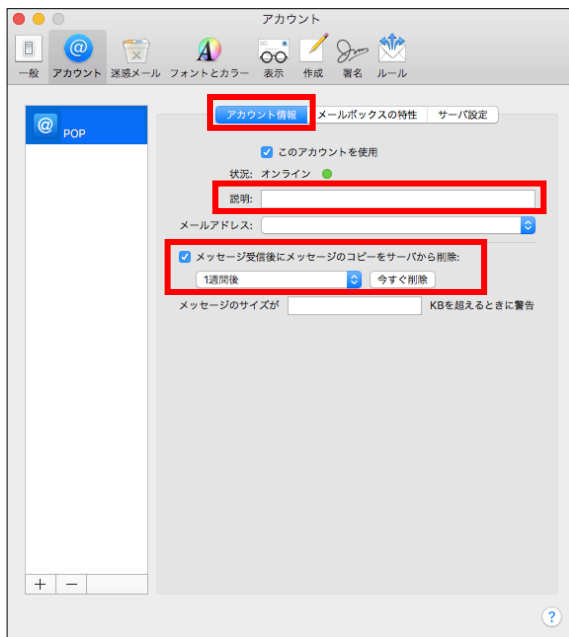 アカウント
一般 アカウント 迷惑メール フォントとカラー 表示 作成 署名 ルール
@ POP
アカウント情報 メールボックスの特性 サーバ設定
このアカウントを使用
状況: オンライン
説明:
メールアドレス:
メッセージ受信後にメッセージのコピーをサーバから削除:
1週間後 今すぐ削除
メッセージのサイズが KBを超えるときに警告
+ −
?